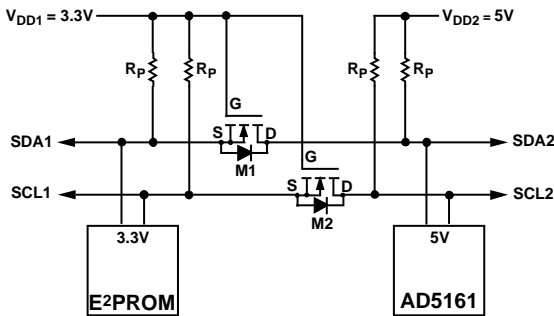 VDD1 = 3.3V
VDD2 = 5V
RP
RP
RP
RP
G
SDA1
S
D
SDA2
M1
G
SCL1
S
D
SCL2
M2
3.3V
E2PROM
5V
AD5161